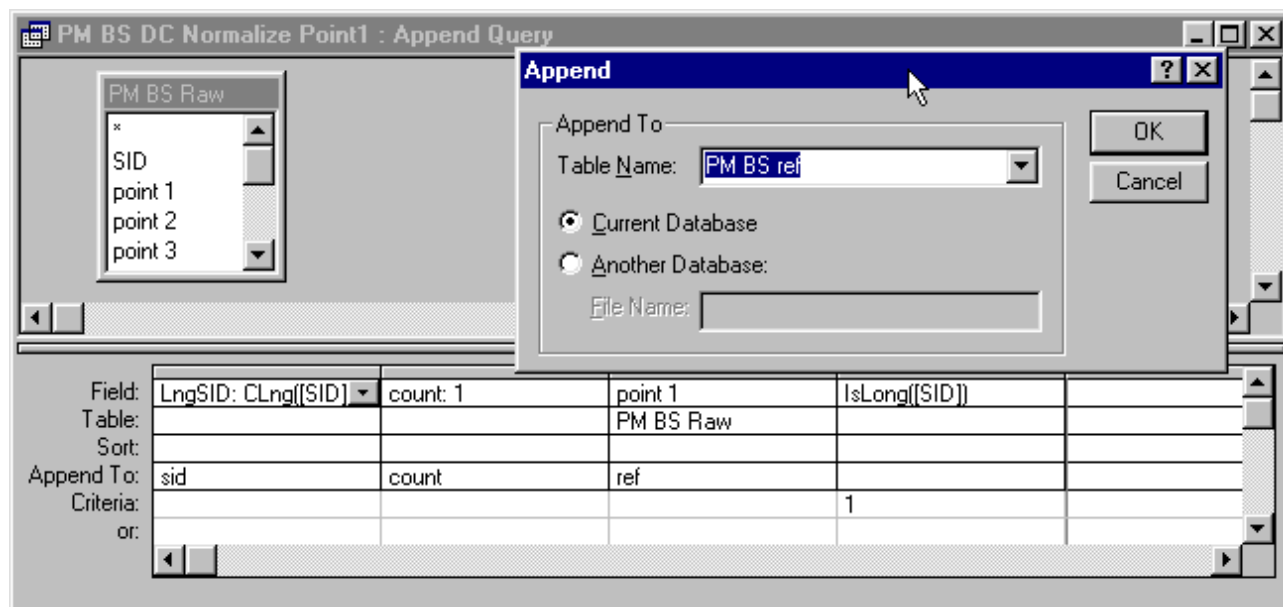 PM BS DC Normalize Point1 : Append Query
PM BS Raw
*
SID
point 1
point 2
point 3
Append
Append To
Table Name: PM BS ref
Current Database
Another Database:
File Name:
OK
Cancel
Field: LngSID: CLng([SID] count: 1 point 1 IsLong([SID])
Table: PM BS Raw
Sort:
Append To: sid count ref
Criteria: 1
or: